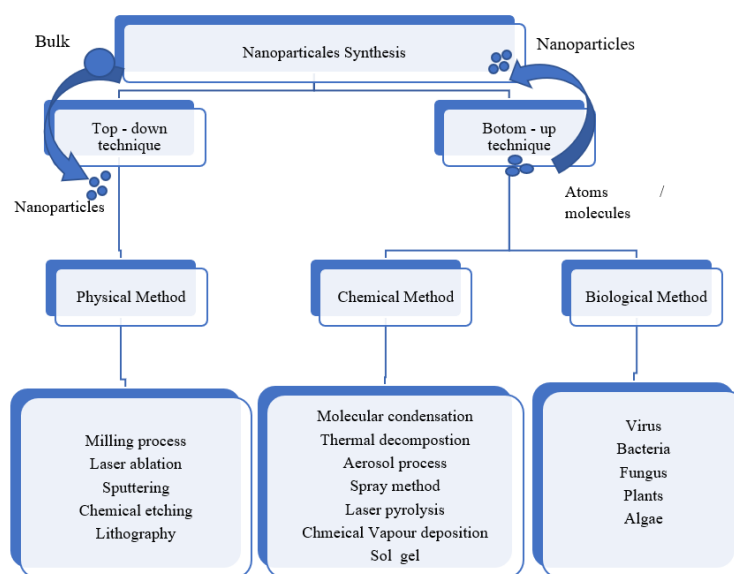 Bulk
Nanoparticales Synthesis
Nanoparticles
Top - down
technique
Botom - up
technique
Nanoparticles
Atoms /
molecules
Physical Method
Chemical Method
Biological Method
Milling process
Laser ablation
Sputtering
Chemical etching
Lithography
Molecular condensation
Thermal decompostion
Aerosol process
Spray method
Laser pyrolysis
Chmeical Vapour deposition
Sol gel
Virus
Bacteria
Fungus
Plants
Algae